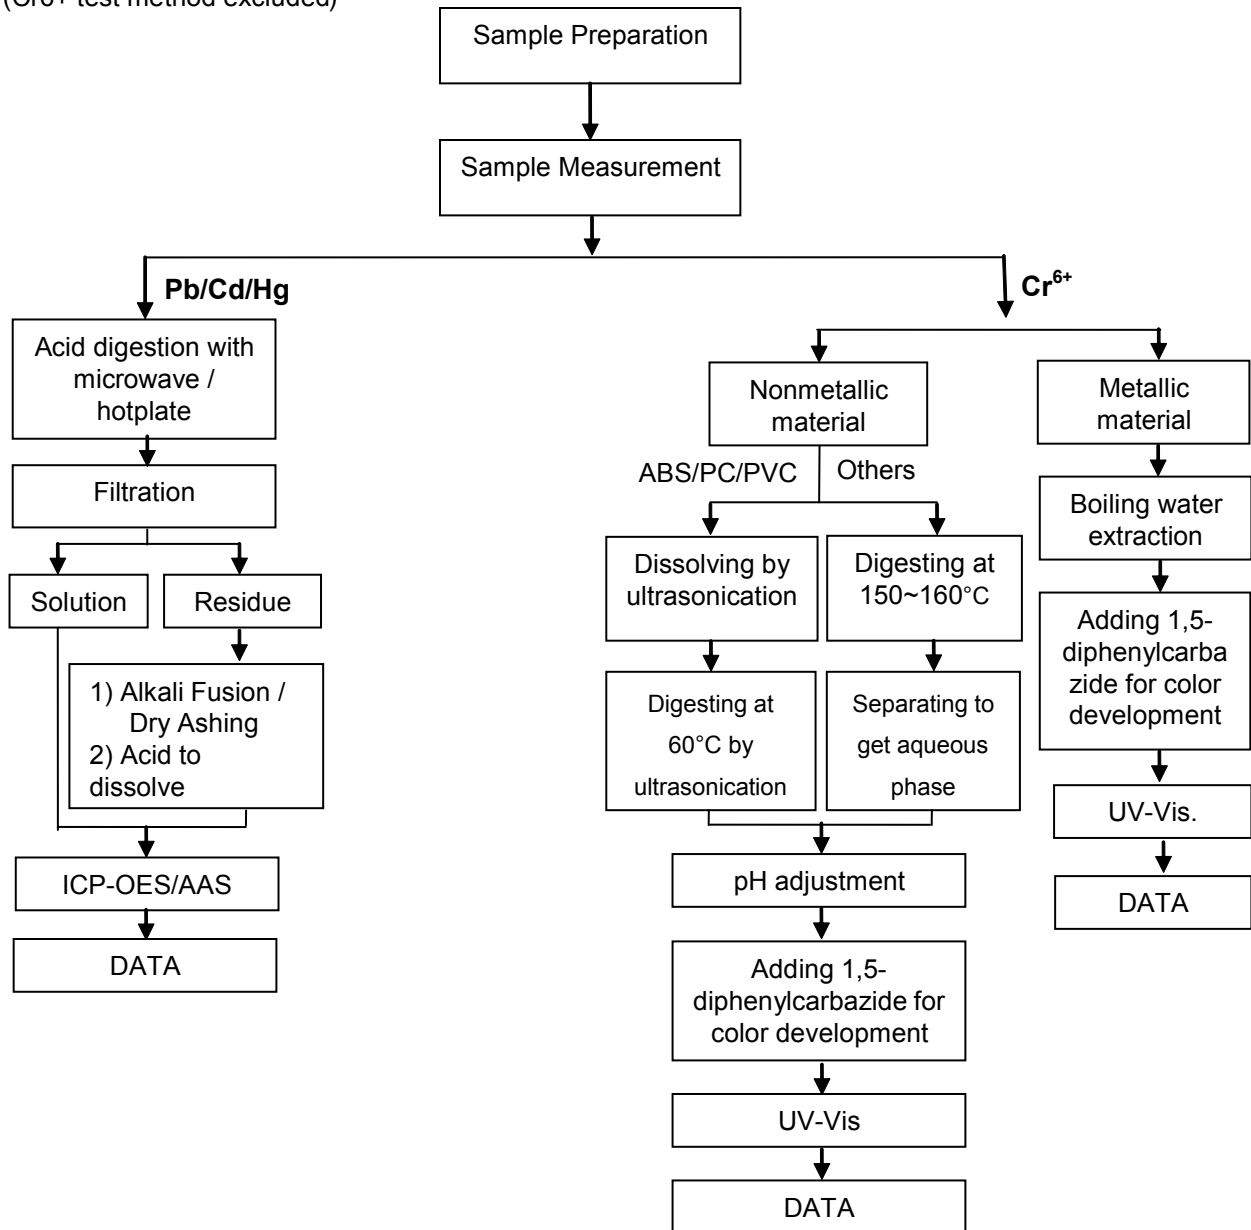 (Cr6+ test method excluded)
Sample Preparation
Sample Measurement
Pb/Cd/Hg
Cr6+
Acid digestion with
microwave /
hotplate
Filtration
Solution
Residue
1) Alkali Fusion /
Dry Ashing
2) Acid to
dissolve
ICP-OES/AAS
DATA
Nonmetallic
material
ABS/PC/PVC
Others
Dissolving by
ultrasonication
Digesting at
150~160°C
Digesting at
60°C by
ultrasonication
Separating to
get aqueous
phase
pH adjustment
Adding 1,5-
diphenylcarbazide for
color development
UV-Vis
DATA
Metallic
material
Boiling water
extraction
Adding 1,5-
diphenylcarba
zide for color
development
UV-Vis.
DATA